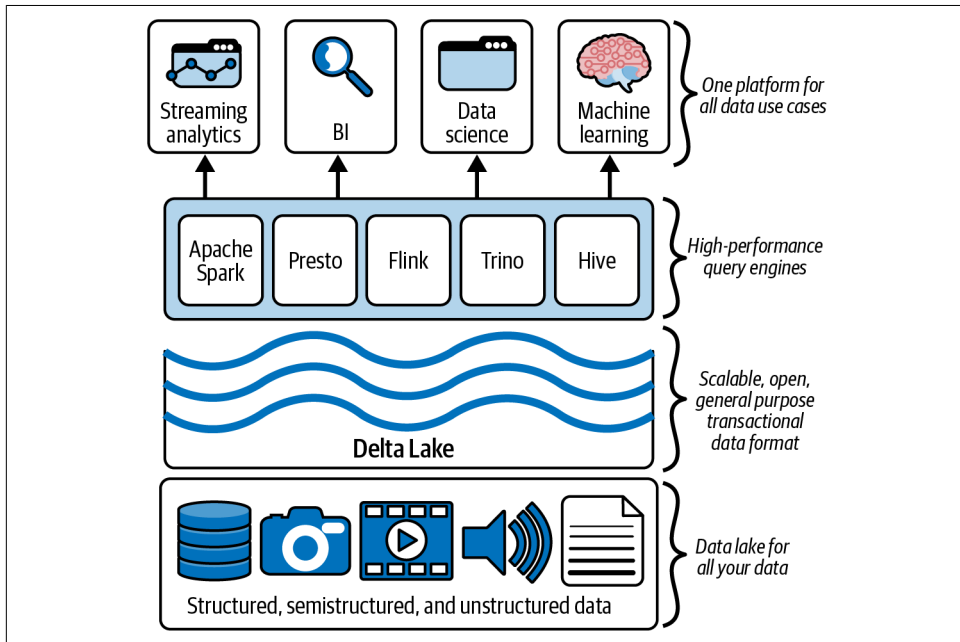 Streaming
analytics
BI
Data
science
Machine
learning
One platform for
all data use cases
Apache
Spark
Presto
Flink
Trino
Hive
High-performance
query engines
Delta Lake
Scalable, open,
general purpose
transactional
data format
Structured, semistructured, and unstructured data
Data lake for
all your data